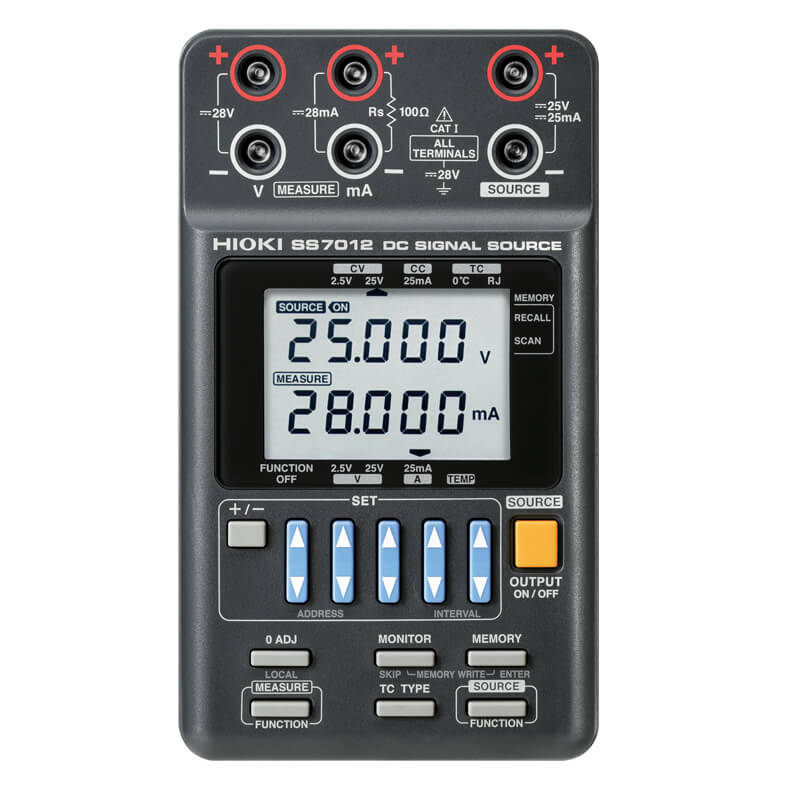 + + +
⎓28V ⎓28mA Rs 100Ω ⎓25V
⎓25mA
CAT I
ALL
TERMINALS
⎓28V
− − −
V MEASURE mA SOURCE
HIOKI SS7012 DC SIGNAL SOURCE
CV CC TC
2.5V 25V 25mA 0℃ RJ
MEMORY
RECALL
SCAN
SOURCE ON
25.000 V
MEASURE
28.000 mA
FUNCTION
OFF
2.5V 25V 25mA
V A TEMP
SET
SOURCE
+/−
OUTPUT
ON/OFF
ADDRESS INTERVAL
0 ADJ MONITOR MEMORY
LOCAL SKIP MEMORY WRITE ENTER
MEASURE TC TYPE SOURCE
FUNCTION FUNCTION